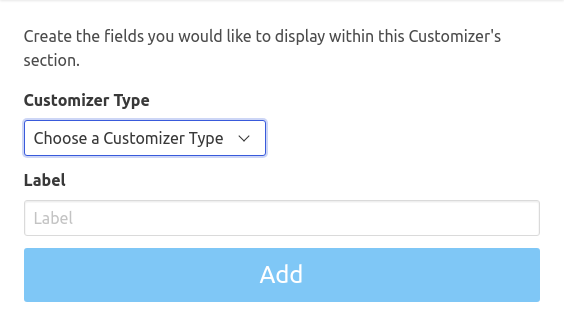 Create the fields you would like to display within this Customizer's
section.
Customizer Type
Choose a Customizer Type
Label
Label
Add